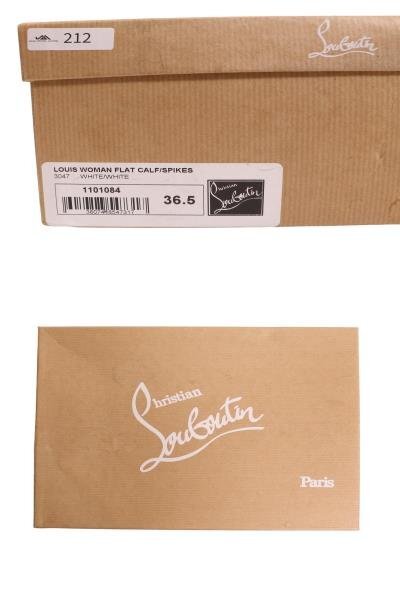 212
Louboutin
LOUIS WOMAN FLAT CALF/SPIKES
3047 WHITE/WHITE
1101084
36.5
Christian
Louboutin
Christian
Louboutin
Paris